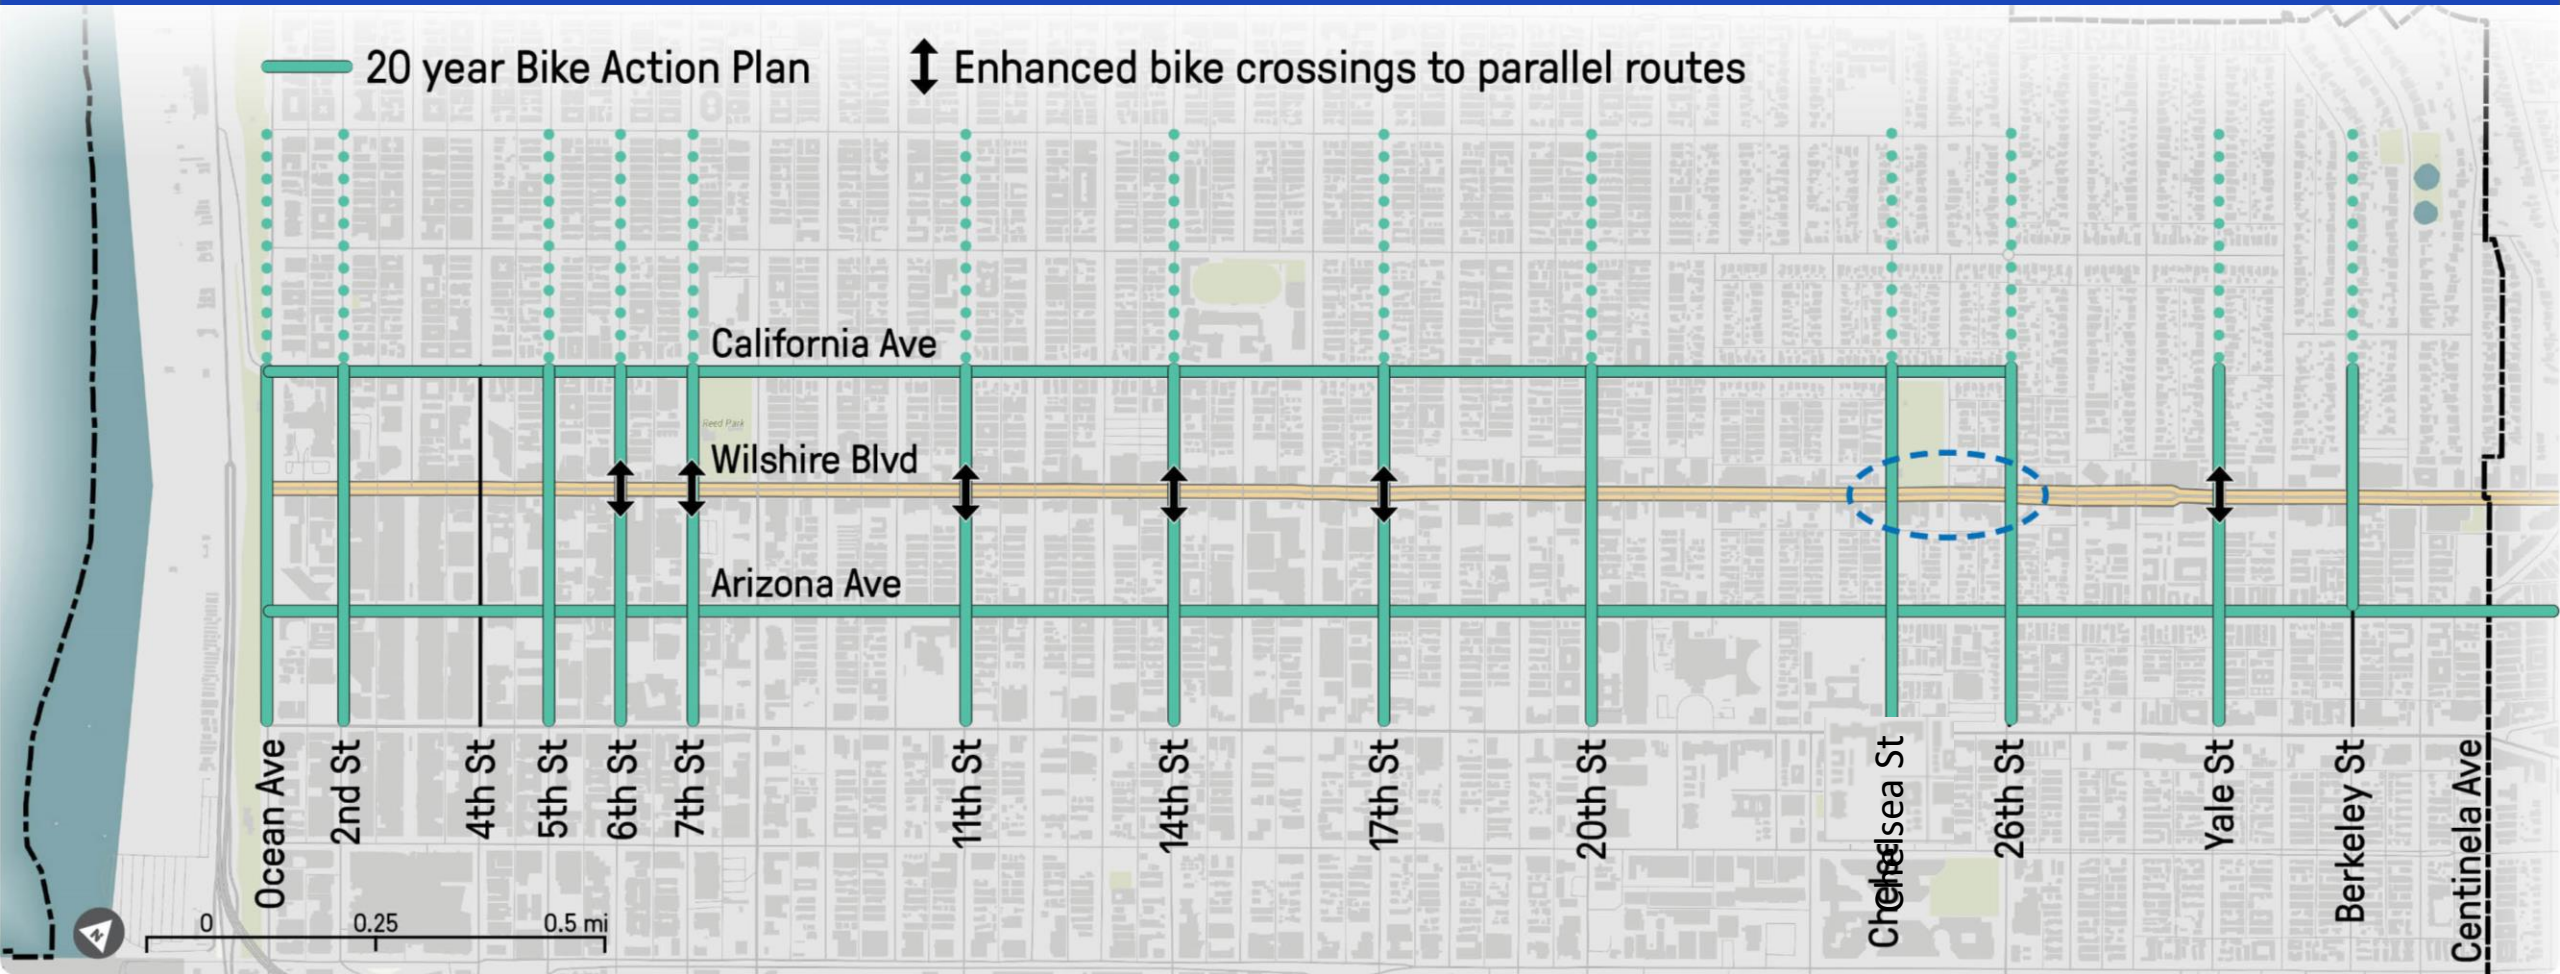 20 year Bike Action Plan
Enhanced bike crossings to parallel routes
California Ave
Reed Park
Wilshire Blvd
Arizona Ave
Ocean Ave
2nd St
4th St
5th St
6th St
7th St
11th St
14th St
17th St
20th St
Chelsea St
26th St
Yale St
Berkeley St
Centinela Ave
N
0 0.25 0.5 mi